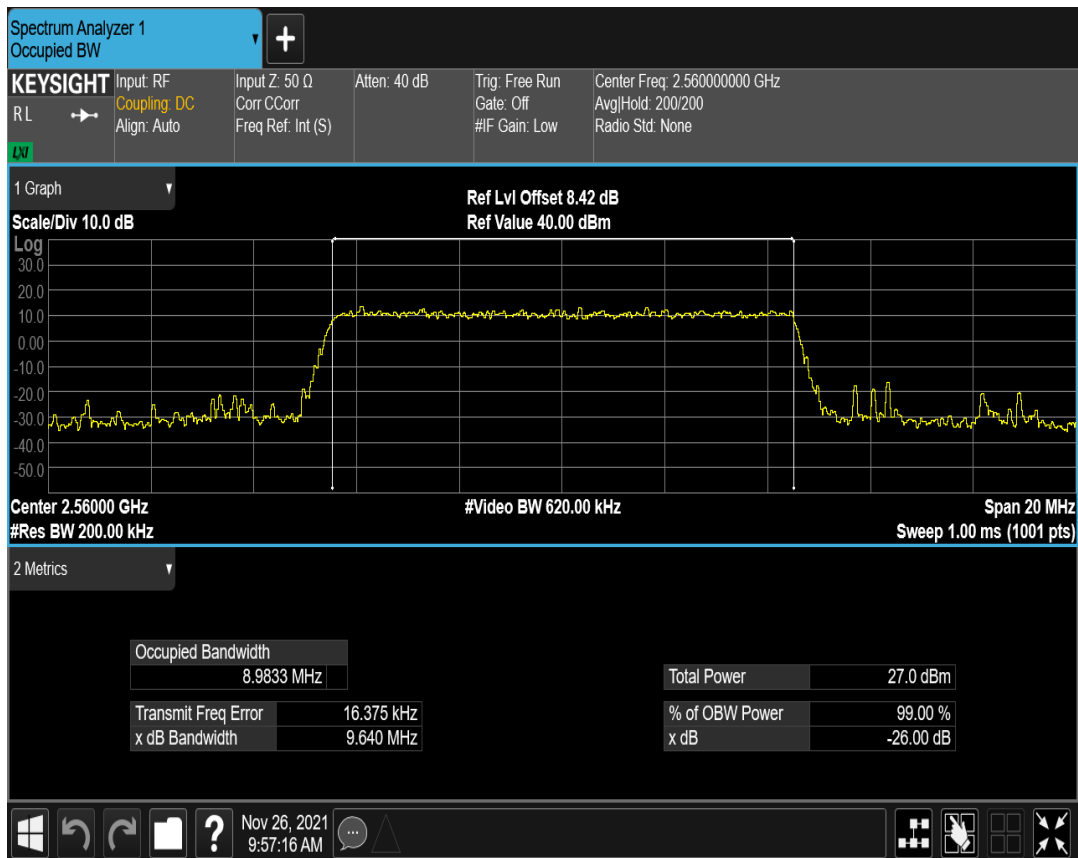 Spectrum Analyzer 1
Occupied BW
+
KEYSIGHT Input: RF Input Z: 50 Ω Atten: 40 dB Trig: Free Run Center Freq: 2.560000000 GHz
RL Coupling: DC Corr CCorr Gate: Off Avg|Hold: 200/200
Align: Auto Freq Ref: Int (S) #IF Gain: Low Radio Std: None
LXI
1 Graph Ref Lvl Offset 8.42 dB
Scale/Div 10.0 dB Ref Value 40.00 dBm
Log
30.0
20.0
10.0
0.00
-10.0
-20.0
-30.0
-40.0
-50.0
Center 2.56000 GHz #Video BW 620.00 kHz Span 20 MHz
#Res BW 200.00 kHz Sweep 1.00 ms (1001 pts)
2 Metrics
Occupied Bandwidth
8.9833 MHz Total Power 27.0 dBm
Transmit Freq Error 16.375 kHz % of OBW Power 99.00 %
x dB Bandwidth 9.640 MHz x dB -26.00 dB
? Nov 26, 2021
9:57:16 AM